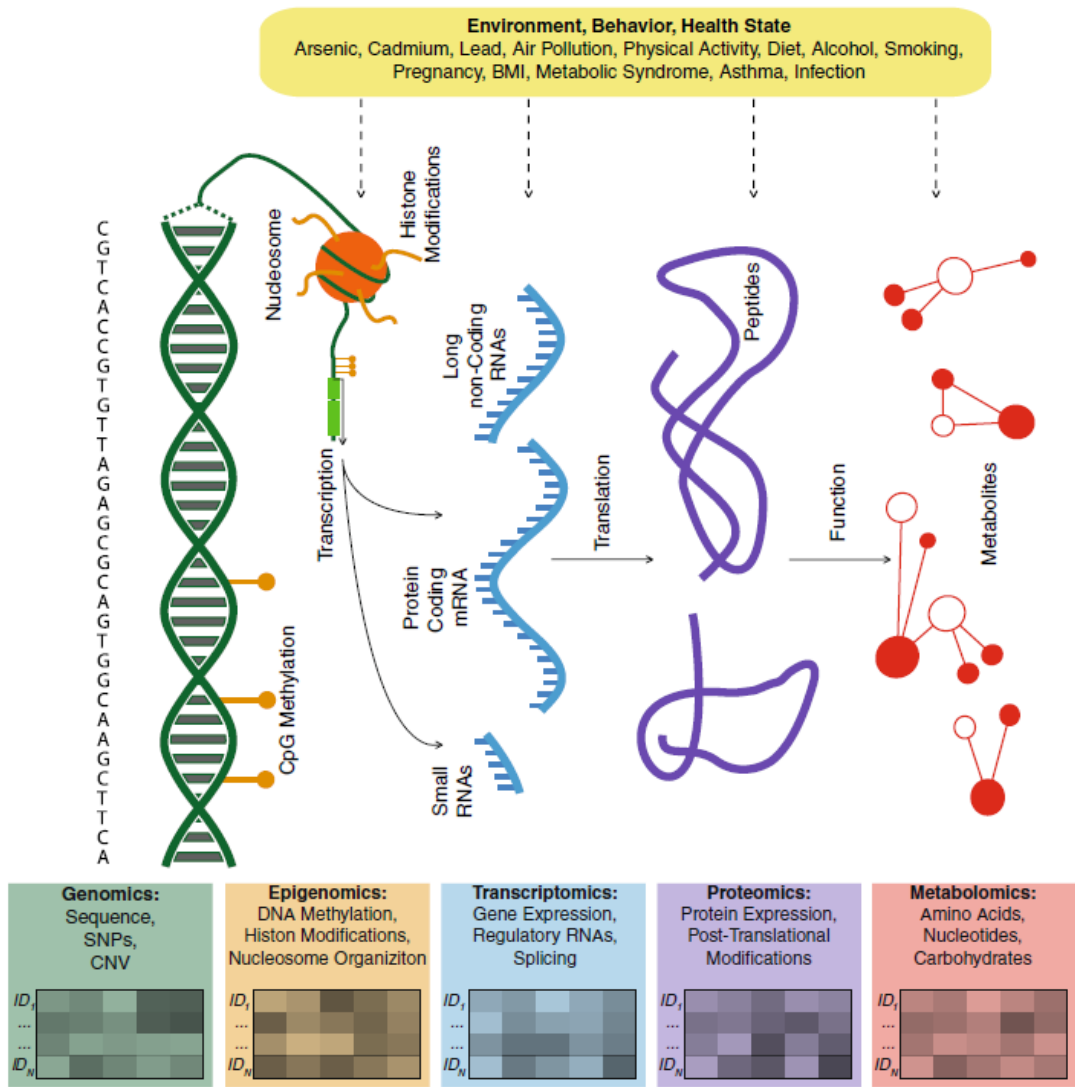 Environment, Behavior, Health State
Arsenic, Cadmium, Lead, Air Pollution, Physical Activity, Diet, Alcohol, Smoking,
Pregnancy, BMI, Metabolic Syndrome, Asthma, Infection
C
G
T
C
A
C
C
G
T
G
T
T
A
G
A
G
C
G
C
A
G
T
G
G
C
A
A
G
C
T
T
C
A
CpG Methylation
Nucleosome
Histone
Modifications
Transcription
Long
non-Coding
RNAs
Protein
Coding
mRNA
Small
RNAs
Translation
Peptides
Function
Metabolites
Genomics:
Sequence,
SNPs,
CNV
ID1
...
...
IDN
Epigenomics:
DNA Methylation,
Histon Modifications,
Nucleosome Organiziton
ID1
...
...
IDN
Transcriptomics:
Gene Expression,
Regulatory RNAs,
Splicing
ID1
...
...
IDN
Proteomics:
Protein Expression,
Post-Translational
Modifications
ID1
...
...
IDN
Metabolomics:
Amino Acids,
Nucleotides,
Carbohydrates
ID1
...
...
IDN